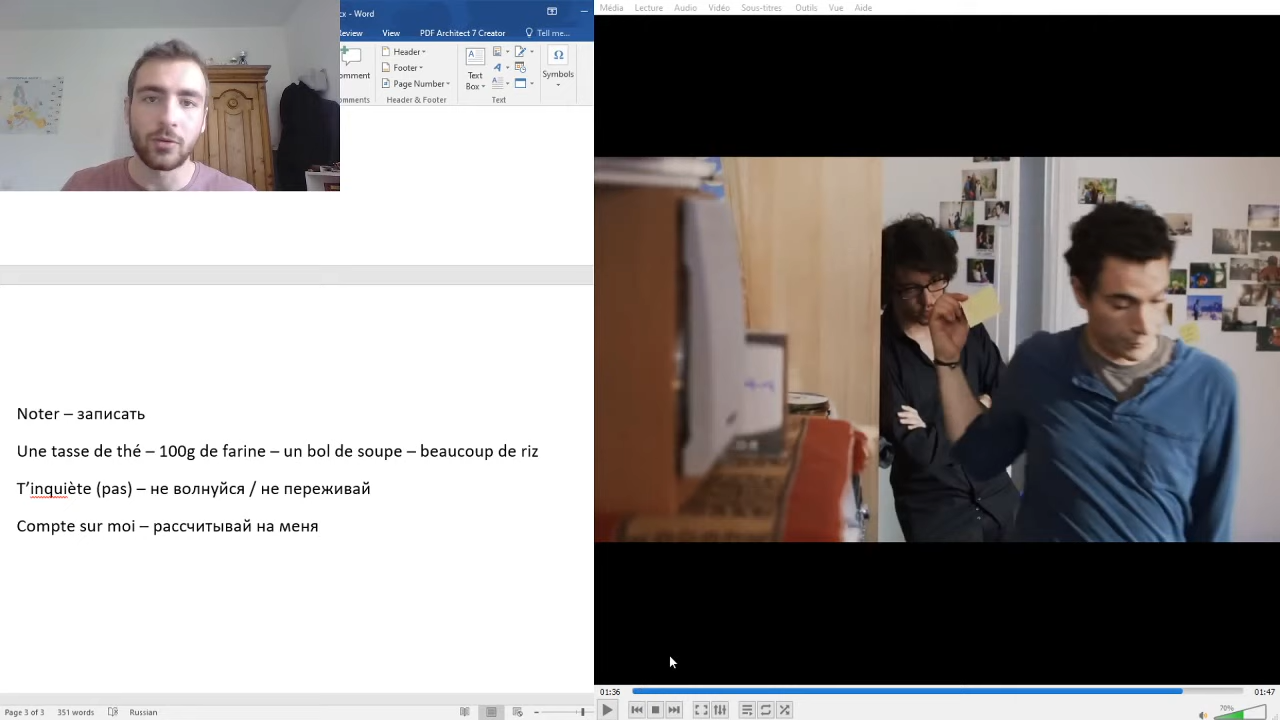 cx - Word
Review View PDF Architect 7 Creator Tell me...
Header
Footer
Page Number
Text
Box
Symbols
Header & Footer
Text
Noter – записать
Une tasse de thé – 100g de farine – un bol de soupe – beaucoup de riz
T’inquiète (pas) – не волнуйся / не переживай
Compte sur moi – рассчитывай на меня
Page 3 of 3 351 words Russian
Média Lecture Audio Vidéo Sous-titres Outils Vue Aide
01:36 01:47
70%